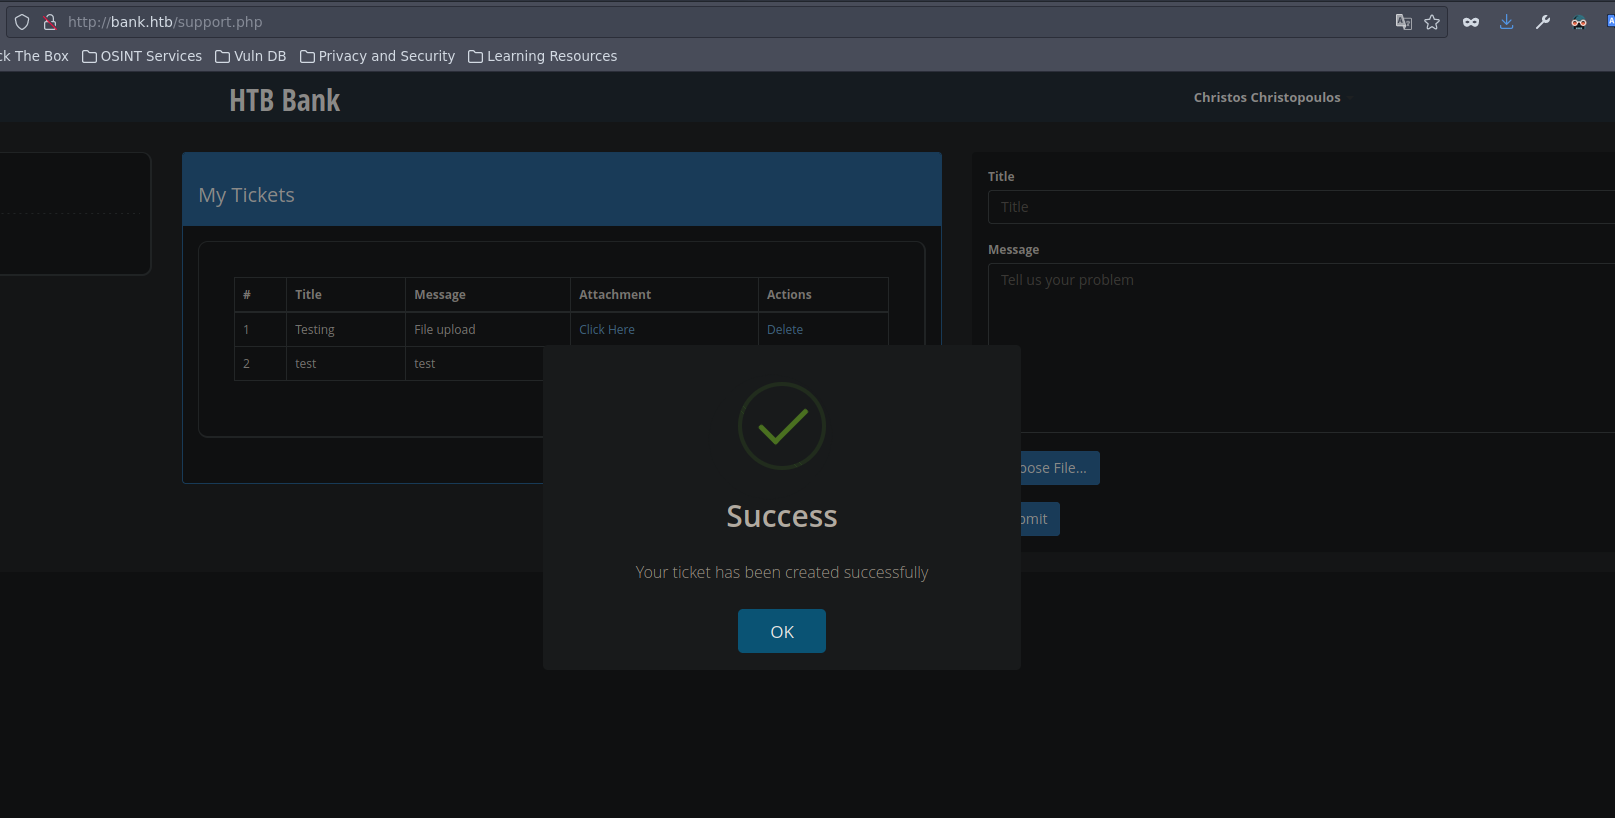 http://bank.htb/support.php
ck The Box OSINT Services Vuln DB Privacy and Security Learning Resources
HTB Bank
Christos Christopoulos
My Tickets
# Title Message Attachment Actions
1 Testing File upload Click Here Delete
2 test test
Title
Title
Message
Tell us your problem
oose File...
omit
Success
Your ticket has been created successfully
OK